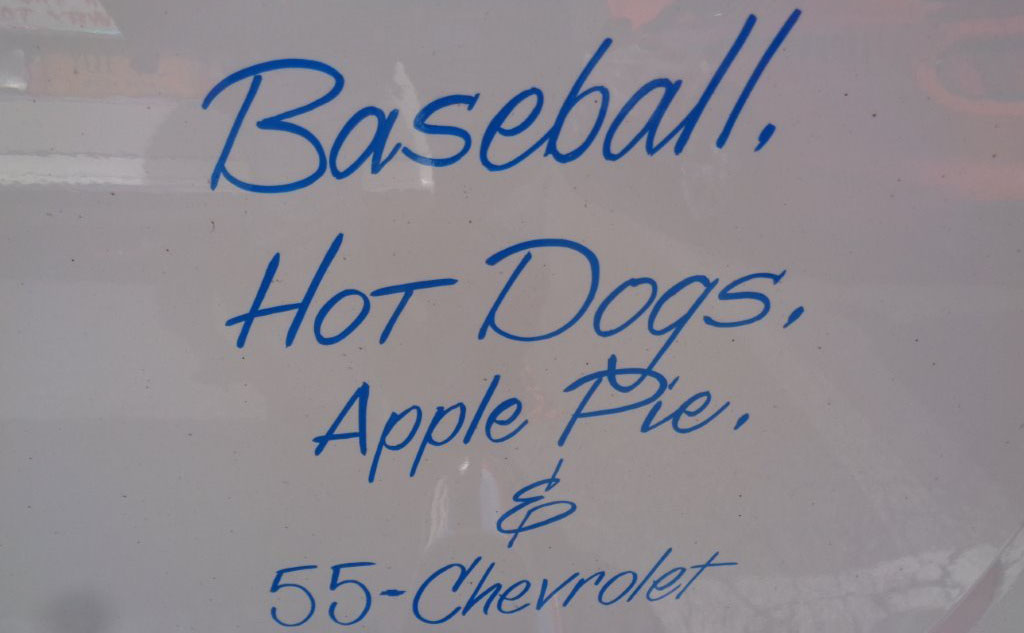 Baseball,
Hot Dogs,
Apple Pie,
&
55-Chevrolet